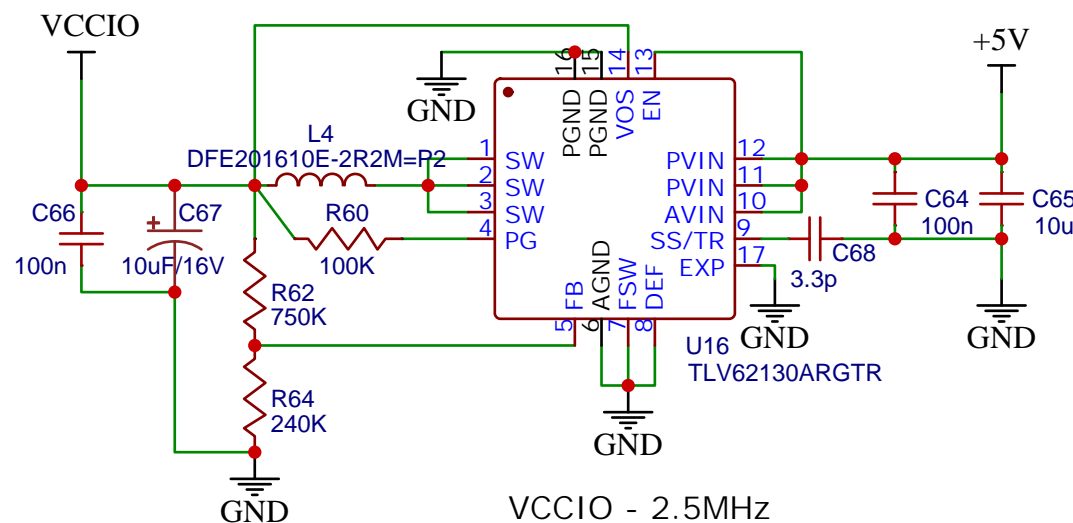 VCCIO
+5V
GND
16
15
14
13
PGND
PGND
VOS
EN
L4
DFE201610E-2R2M=P2
1
SW
2
SW
3
SW
4
PG
PVIN
12
PVIN
11
AVIN
10
SS/TR
9
EXP
17
C66
100n
C67
10uF/16V
R60
100K
C64
100n
C65
10u
C68
3.3p
GND
GND
R62
750K
FB
AGND
FSW
DEF
5
6
7
8
U16
TLV62130ARGTR
R64
240K
GND
GND
VCCIO - 2.5MHz